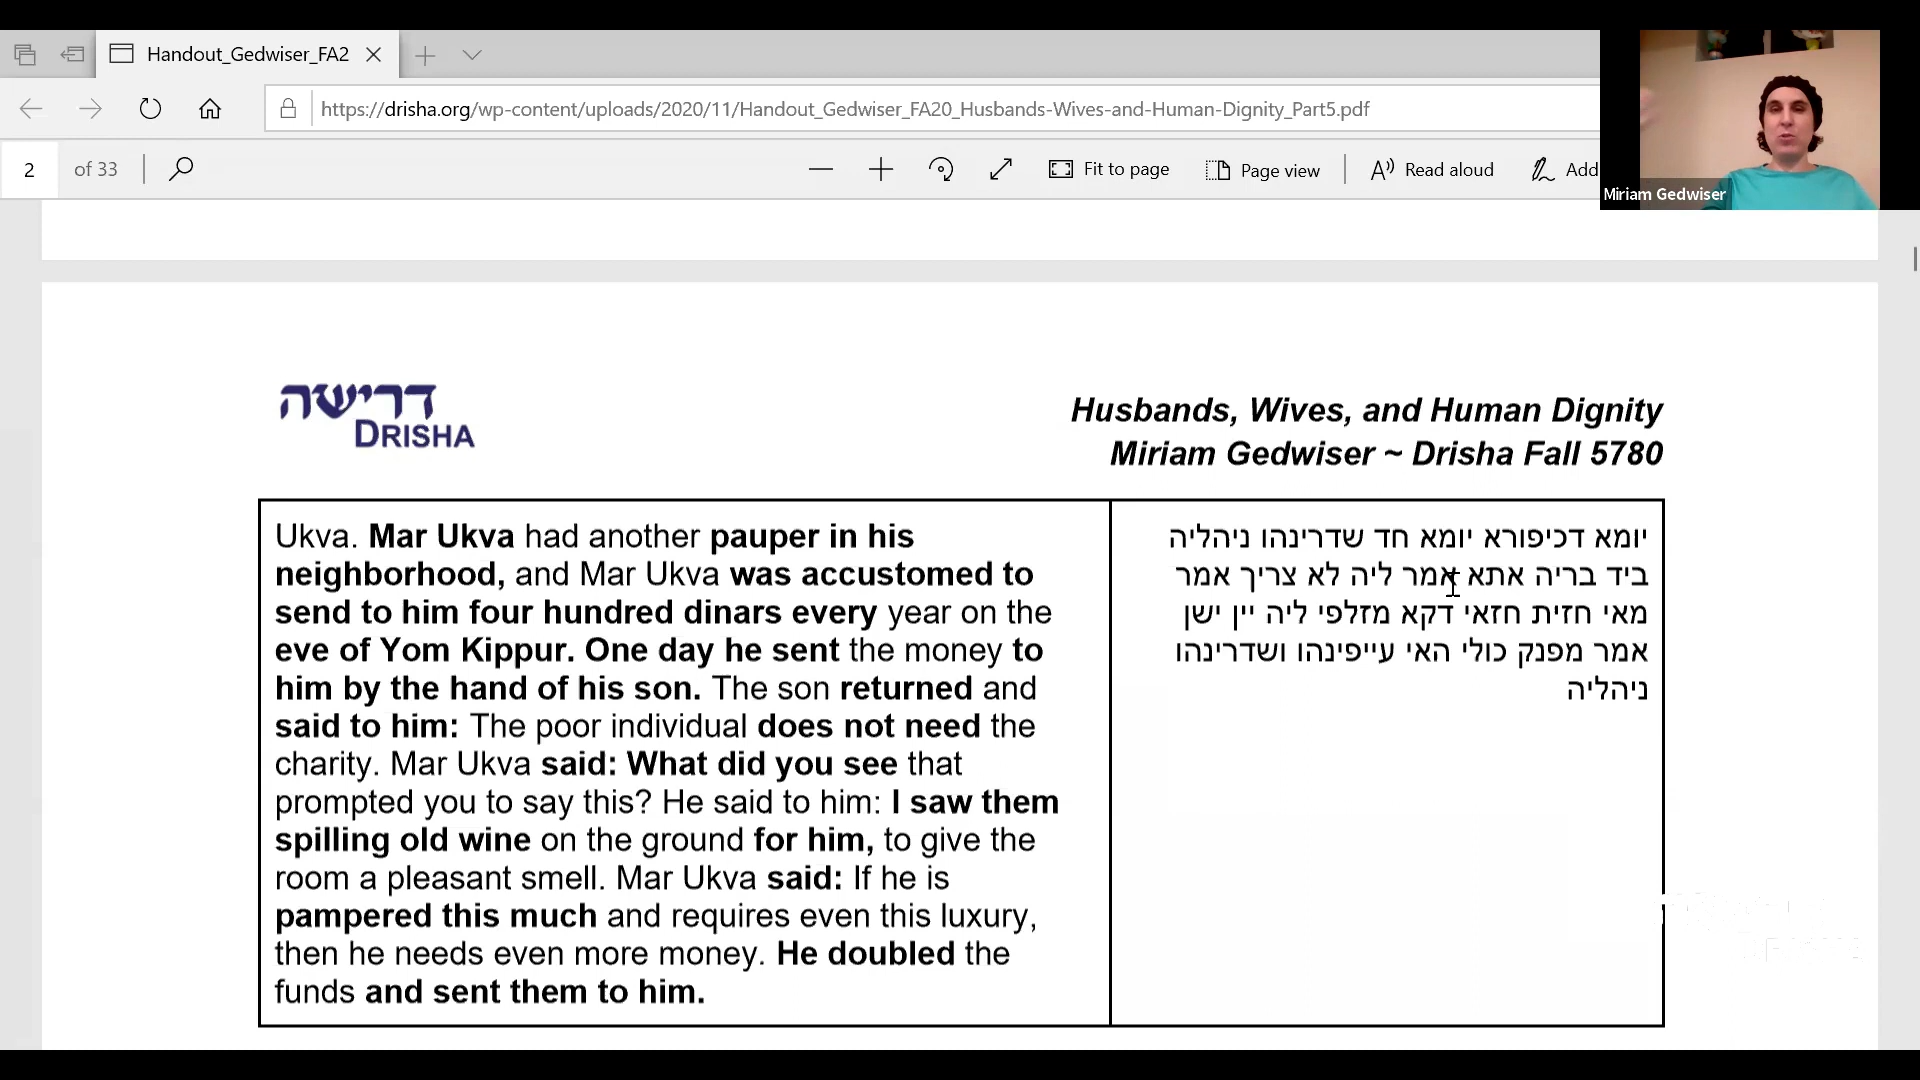 Handout_Gedwiser_FA2
https://drisha.org/wp-content/uploads/2020/11/Handout_Gedwiser_FA20_Husbands-Wives-and-Human-Dignity_Part5.pdf
2 of 33
Fit to page
Page view
Read aloud
Add
Miriam Gedwiser
דרישה
DRISHA
Husbands, Wives, and Human Dignity
Miriam Gedwiser ~ Drisha Fall 5780
Ukva. Mar Ukva had another pauper in his
neighborhood, and Mar Ukva was accustomed to
send to him four hundred dinars every year on the
eve of Yom Kippur. One day he sent the money to
him by the hand of his son. The son returned and
said to him: The poor individual does not need the
charity. Mar Ukva said: What did you see that
prompted you to say this? He said to him: I saw them
spilling old wine on the ground for him, to give the
room a pleasant smell. Mar Ukva said: If he is
pampered this much and requires even this luxury,
then he needs even more money. He doubled the
funds and sent them to him.
יומא דכיפורא יומא חד שדרינהו ניהליה
ביד בריה אתא אמר ליה לא צריך אמר
מאי חזית חזאי דקא מזלפי ליה יין ישן
אמר מפנק כולי האי עייפינהו ושדרינהו
ניהליה